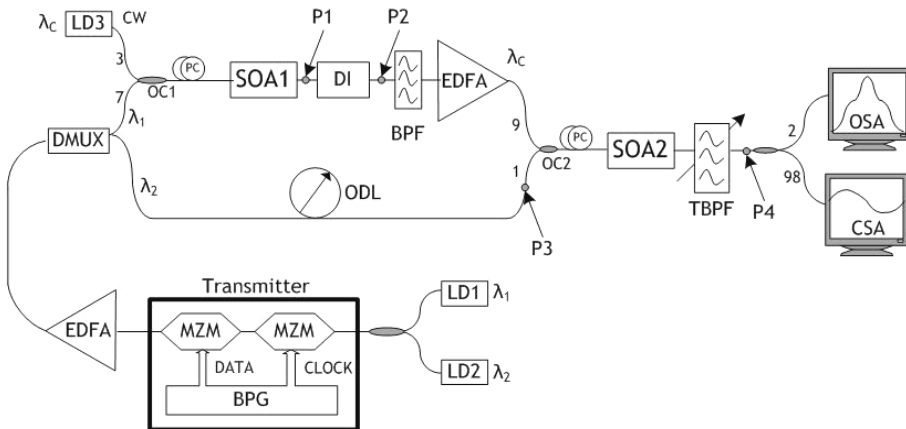 λC LD3 CW P1 P2
3 PC SOA1 DI EDFA λC
OC1
7 λ1 BPF 9 PC SOA2 2 OSA
DMUX OC2
λ2 ODL 1 TBPF P4 98
P3 CSA
Transmitter
LD1 λ1
EDFA MZM MZM
DATA CLOCK
BPG LD2 λ2